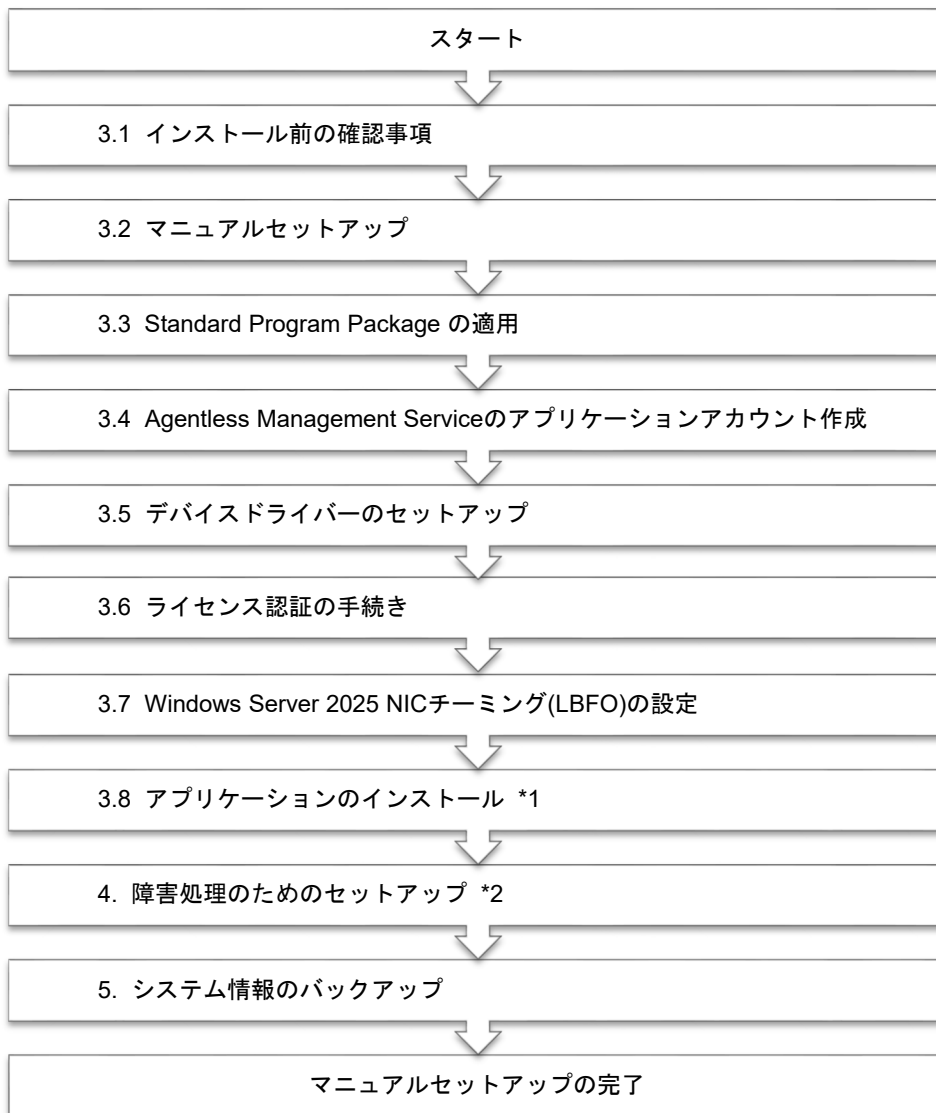 スタート
3.1 インストール前の確認事項
3.2 マニュアルセットアップ
3.3 Standard Program Package の適用
3.4 Agentless Management Serviceのアプリケーションアカウント作成
3.5 デバイスドライバーのセットアップ
3.6 ライセンス認証の手続き
3.7 Windows Server 2025 NICチーミング(LBFO)の設定
3.8 アプリケーションのインストール *1
4. 障害処理のためのセットアップ *2
5. システム情報のバックアップ
マニュアルセットアップの完了